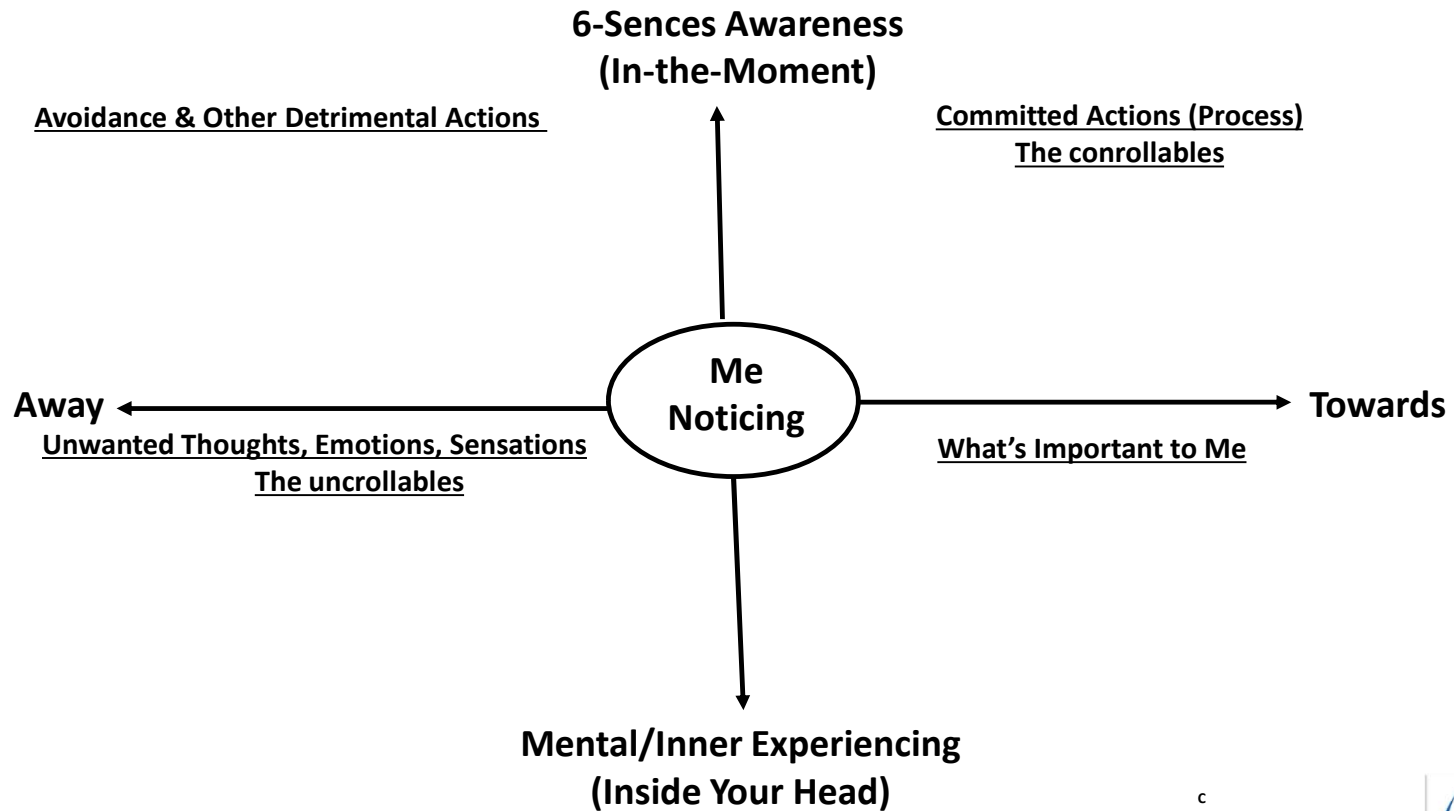 6-Sences Awareness
(In-the-Moment)
Avoidance & Other Detrimental Actions
Committed Actions (Process)
The conrollables
Me
Noticing
Away
Towards
Unwanted Thoughts, Emotions, Sensations
The uncrollables
What's Important to Me
Mental/Inner Experiencing
(Inside Your Head)
c